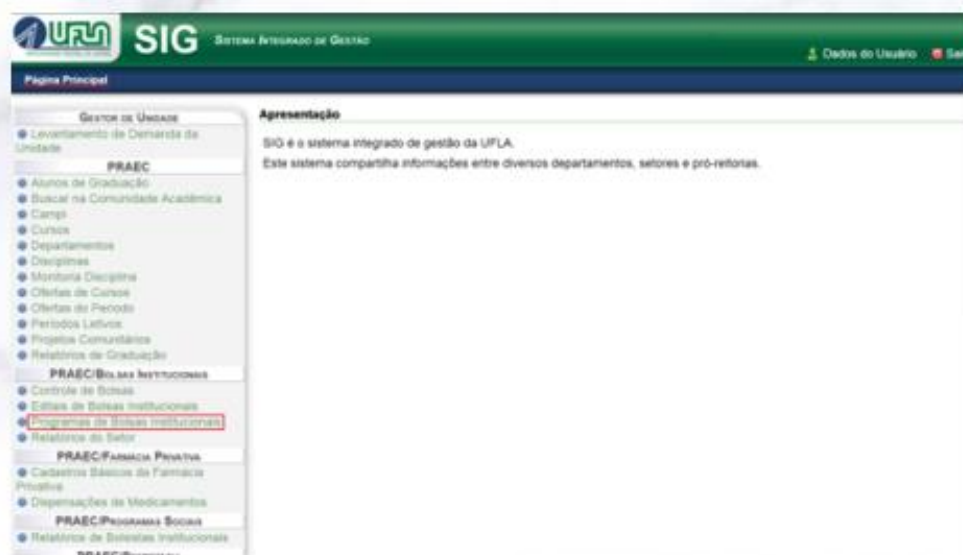 UFLA
SIG SISTEMA INTEGRADO DE GESTÃO
Dados do Usuário Sai
Página Principal
GESTOR DE UNIDADE
Levantamento de Demanda da
Unidade
PRAEC
Alunos de Graduação
Buscar na Comunidade Acadêmica
Campi
Cursos
Departamentos
Disciplinas
Monitoria Disciplina
Ofertas de Cursos
Ofertas do Período
Períodos Letivos
Projetos Comunitários
Relatórios de Graduação
PRAEC/BOLSAS INSTITUCIONAIS
Controle de Bolsas
Editais de Bolsas Institucionais
Programas de Bolsas Institucionais
Relatórios do Setor
PRAEC/FARMÁCIA PRIVATIVA
Cadastros Básicos da Farmácia
Privativa
Dispensações de Medicamentos
PRAEC/PROGRAMAS SOCIAIS
Relatórios de Bolsistas Institucionais
Apresentação
SIG é o sistema integrado de gestão da UFLA.
Este sistema compartilha informações entre diversos departamentos, setores e pró-reitorias.